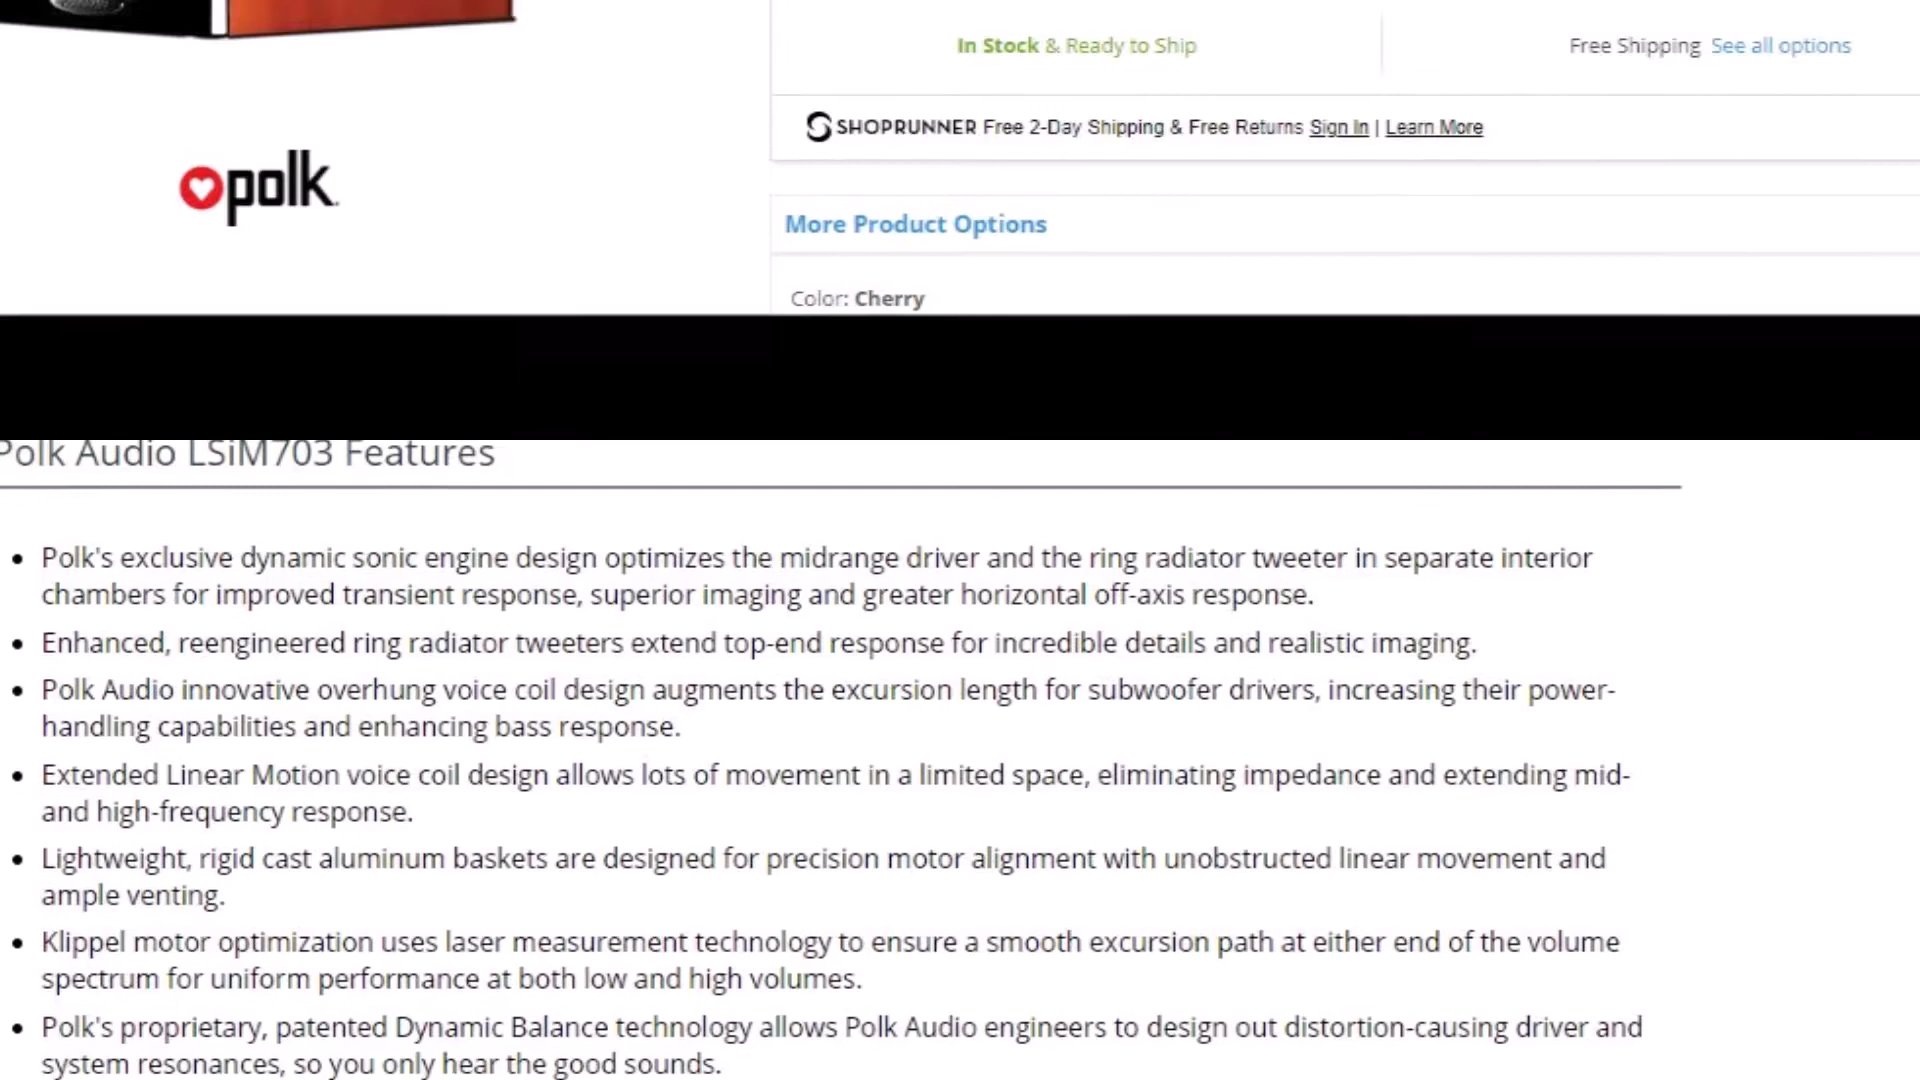 In Stock & Ready to Ship
Free Shipping See all options
SHOPRUNNER Free 2-Day Shipping & Free Returns Sign In | Learn More
polk.
More Product Options
Color: Cherry
Polk Audio LSiM703 Features
• Polk's exclusive dynamic sonic engine design optimizes the midrange driver and the ring radiator tweeter in separate interior
chambers for improved transient response, superior imaging and greater horizontal off-axis response.
• Enhanced, reengineered ring radiator tweeters extend top-end response for incredible details and realistic imaging.
• Polk Audio innovative overhung voice coil design augments the excursion length for subwoofer drivers, increasing their power-
handling capabilities and enhancing bass response.
• Extended Linear Motion voice coil design allows lots of movement in a limited space, eliminating impedance and extending mid-
and high-frequency response.
• Lightweight, rigid cast aluminum baskets are designed for precision motor alignment with unobstructed linear movement and
ample venting.
• Klippel motor optimization uses laser measurement technology to ensure a smooth excursion path at either end of the volume
spectrum for uniform performance at both low and high volumes.
• Polk's proprietary, patented Dynamic Balance technology allows Polk Audio engineers to design out distortion-causing driver and
system resonances, so you only hear the good sounds.